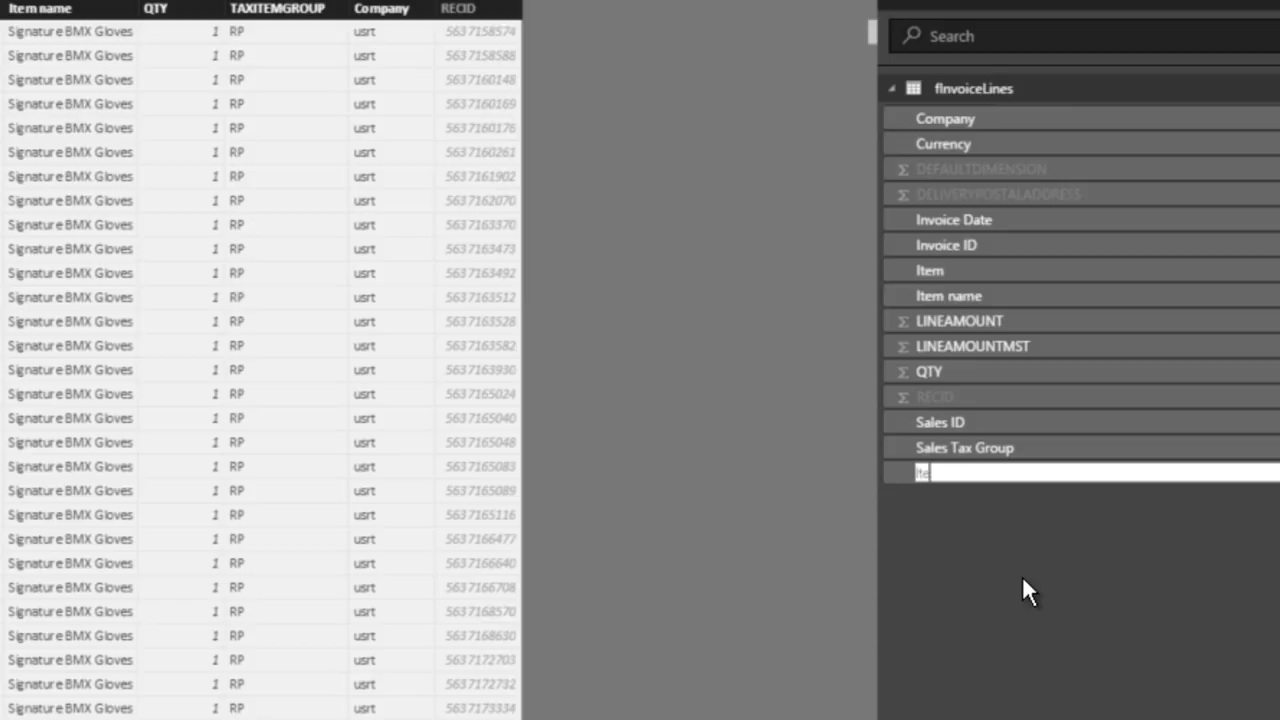 Item name QTY TAXITEMGROUP Company RECID
Signature BMX Gloves 1 RP usrt 5637158574
Signature BMX Gloves 1 RP usrt 5637158588
Signature BMX Gloves 1 RP usrt 5637160148
Signature BMX Gloves 1 RP usrt 5637160169
Signature BMX Gloves 1 RP usrt 5637160176
Signature BMX Gloves 1 RP usrt 5637160261
Signature BMX Gloves 1 RP usrt 5637161902
Signature BMX Gloves 1 RP usrt 5637162070
Signature BMX Gloves 1 RP usrt 5637163370
Signature BMX Gloves 1 RP usrt 5637163473
Signature BMX Gloves 1 RP usrt 5637163492
Signature BMX Gloves 1 RP usrt 5637163512
Signature BMX Gloves 1 RP usrt 5637163528
Signature BMX Gloves 1 RP usrt 5637163582
Signature BMX Gloves 1 RP usrt 5637163930
Signature BMX Gloves 1 RP usrt 5637165024
Signature BMX Gloves 1 RP usrt 5637165040
Signature BMX Gloves 1 RP usrt 5637165048
Signature BMX Gloves 1 RP usrt 5637165083
Signature BMX Gloves 1 RP usrt 5637165089
Signature BMX Gloves 1 RP usrt 5637165116
Signature BMX Gloves 1 RP usrt 5637166477
Signature BMX Gloves 1 RP usrt 5637166640
Signature BMX Gloves 1 RP usrt 5637166708
Signature BMX Gloves 1 RP usrt 5637168570
Signature BMX Gloves 1 RP usrt 5637168630
Signature BMX Gloves 1 RP usrt 5637172703
Signature BMX Gloves 1 RP usrt 5637172732
Signature BMX Gloves 1 RP usrt 5637173334
Search
fInvoiceLines
Company
Currency
Σ DEFAULTDIMENSION
Σ DELIVERYPOSTALADDRESS
Invoice Date
Invoice ID
Item
Item name
Σ LINEAMOUNT
Σ LINEAMOUNTMST
Σ QTY
Σ RECID
Sales ID
Sales Tax Group
Ite